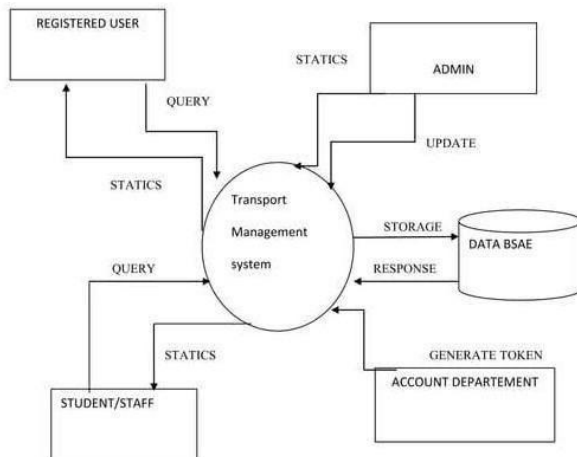 REGISTERED USER
STATICS
ADMIN
QUERY
UPDATE
STATICS
Transport
Management
system
STORAGE
DATA BSAE
QUERY
RESPONSE
STATICS
GENERATE TOKEN
STUDENT/STAFF
ACCOUNT DEPARTEMENT